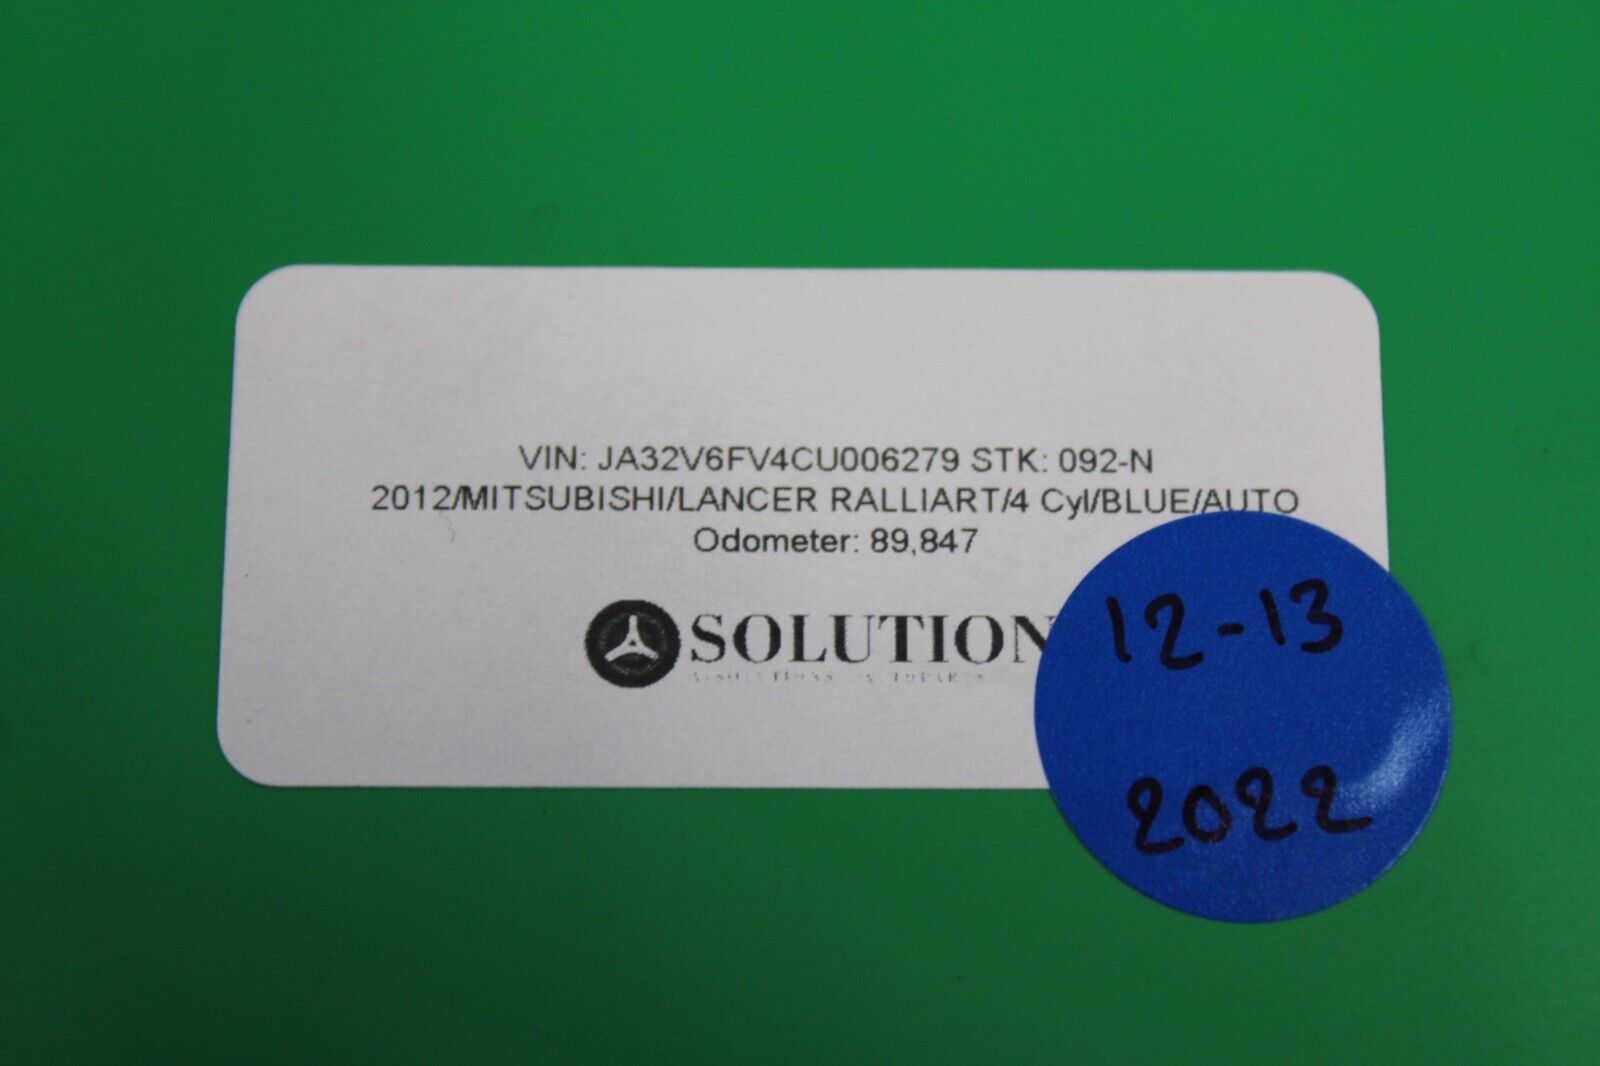 VIN: JA32V6FV4CU006279 STK: 092-N
2012/MITSUBISHI/LANCER RALLIART/4 Cyl/BLUE/AUTO
Odometer: 89,847
SOLUTION
12-13
2022